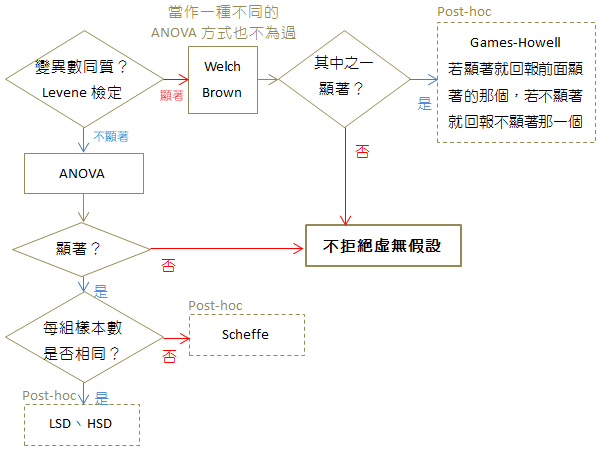 當作一種不同的
ANOVA 方式也不為過
Post-hoc
變異數同質？
Levene 檢定
顯著
Welch
Brown
其中之一
顯著？
是
Games-Howell
若顯著就回報前面顯
著的那個，若不顯著
就回報不顯著那一個
不顯著
否
ANOVA
顯著？
否
不拒絕虛無假設
是
每組樣本數
是否相同？
否
Post-hoc
Scheffe
是
Post-hoc
LSD、HSD